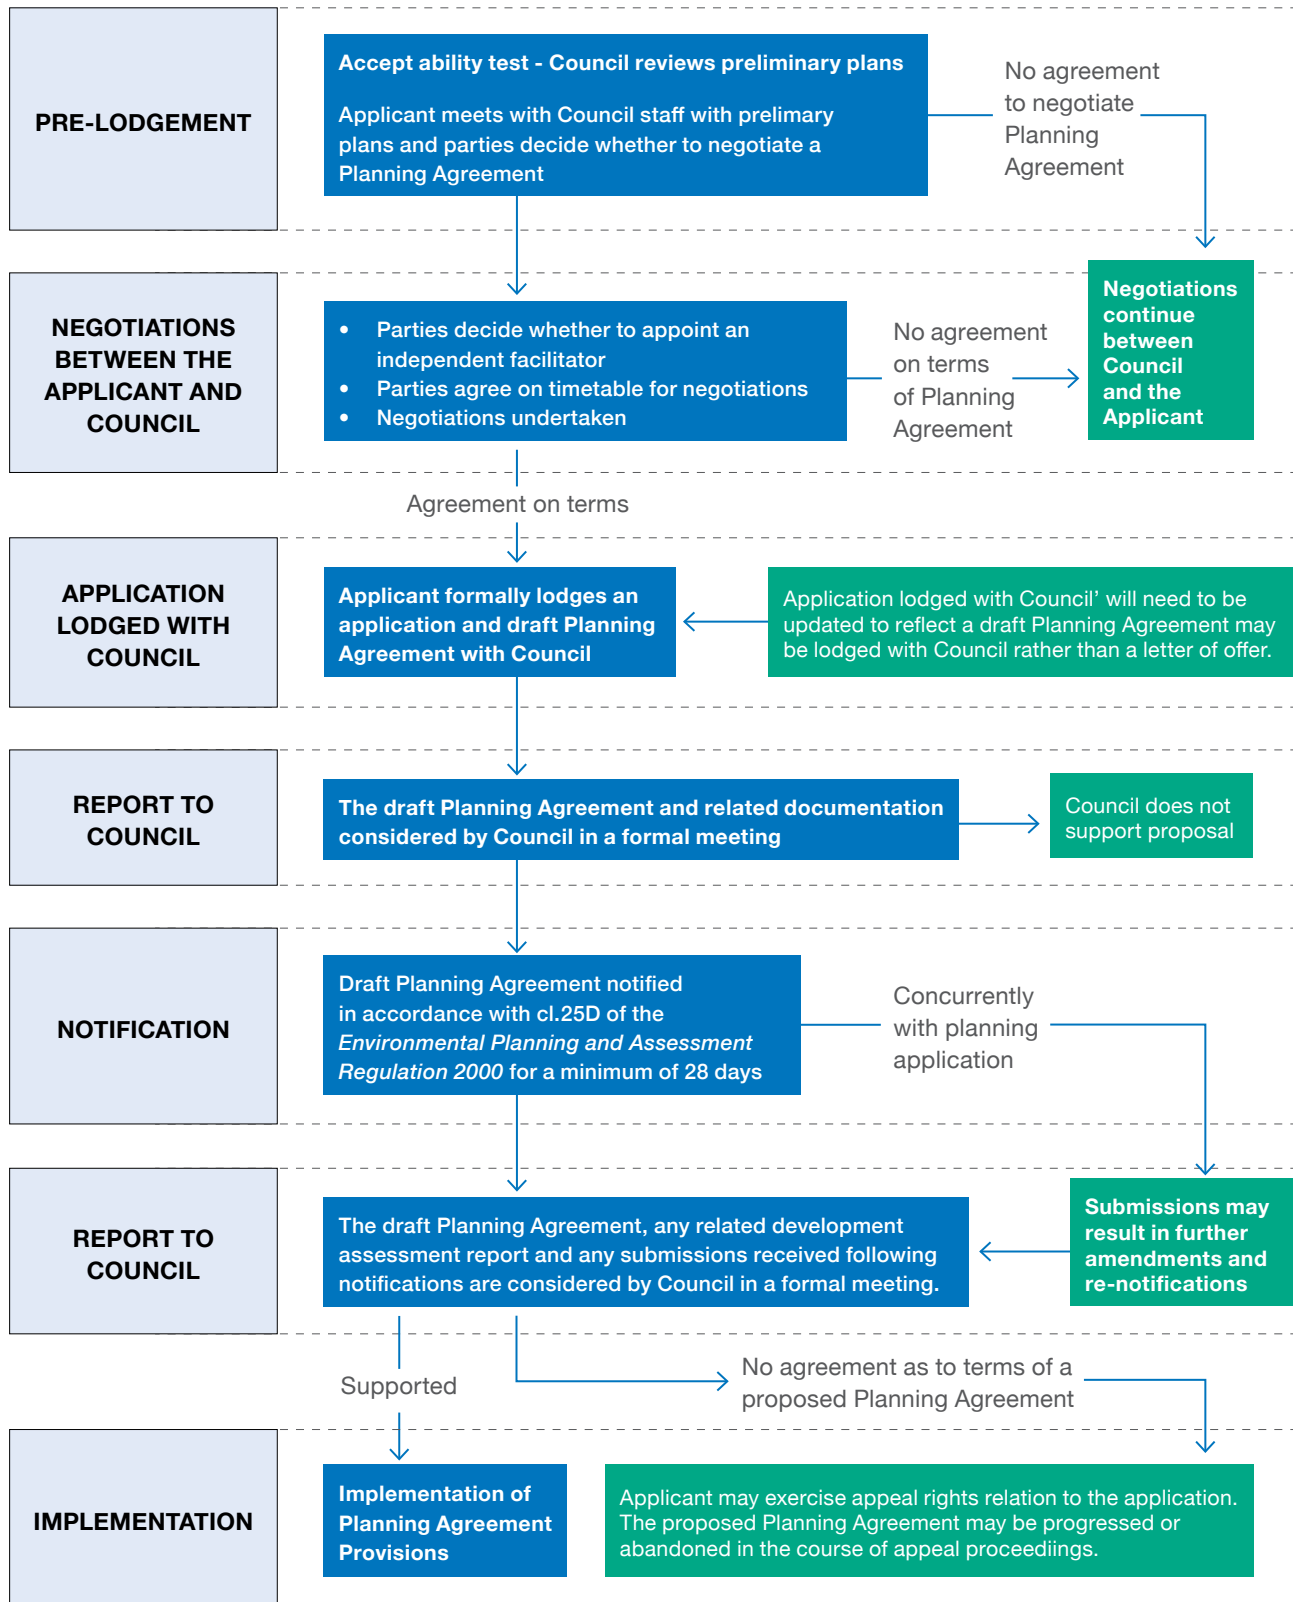 PRE-LODGEMENT
Accept ability test - Council reviews preliminary plans
Applicant meets with Council staff with prelimary
plans and parties decide whether to negotiate a
Planning Agreement
No agreement
to negotiate
Planning
Agreement
NEGOTIATIONS
BETWEEN THE
APPLICANT AND
COUNCIL
• Parties decide whether to appoint an
independent facilitator
• Parties agree on timetable for negotiations
• Negotiations undertaken
No agreement
on terms
of Planning
Agreement
Negotiations
continue
between
Council
and the
Applicant
Agreement on terms
APPLICATION
LODGED WITH
COUNCIL
Applicant formally lodges an
application and draft Planning
Agreement with Council
Application lodged with Council’ will need to be
updated to reflect a draft Planning Agreement may
be lodged with Council rather than a letter of offer.
REPORT TO
COUNCIL
The draft Planning Agreement and related documentation
considered by Council in a formal meeting
Council does not
support proposal
NOTIFICATION
Draft Planning Agreement notified
in accordance with cl.25D of the
Environmental Planning and Assessment
Regulation 2000 for a minimum of 28 days
Concurrently
with planning
application
REPORT TO
COUNCIL
The draft Planning Agreement, any related development
assessment report and any submissions received following
notifications are considered by Council in a formal meeting.
Submissions may
result in further
amendments and
re-notifications
Supported
No agreement as to terms of a
proposed Planning Agreement
IMPLEMENTATION
Implementation of
Planning Agreement
Provisions
Applicant may exercise appeal rights relation to the application.
The proposed Planning Agreement may be progressed or
abandoned in the course of appeal proceediings.